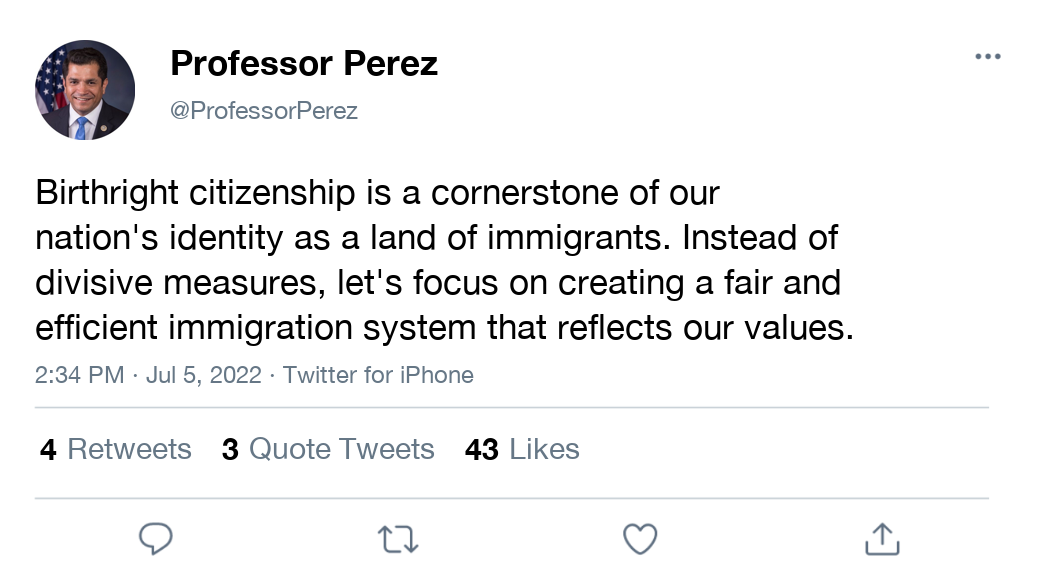 Professor Perez
@ProfessorPerez
Birthright citizenship is a cornerstone of our
nation's identity as a land of immigrants. Instead of
divisive measures, let's focus on creating a fair and
efficient immigration system that reflects our values.
2:34 PM · Jul 5, 2022 · Twitter for iPhone
4 Retweets 3 Quote Tweets 43 Likes